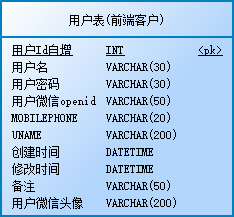 用户表(前端客户)
用户Id自增 INT <pk>
用户名 VARCHAR(30)
用户密码 VARCHAR(30)
用户微信openid VARCHAR(50)
MOBILEPHONE VARCHAR(20)
UNAME VARCHAR(200)
创建时间 DATETIME
修改时间 DATETIME
备注 VARCHAR(50)
用户微信头像 VARCHAR(200)